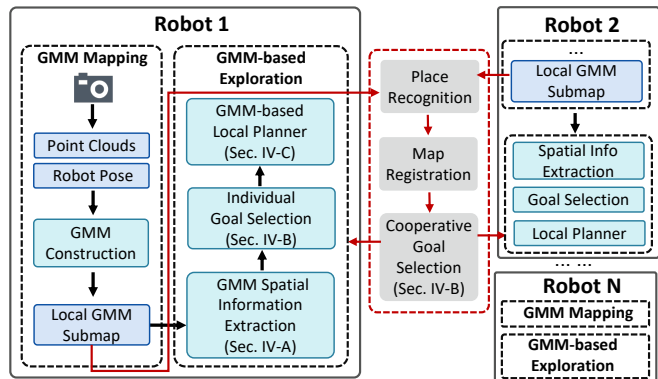 Robot 1
GMM Mapping
Point Clouds
Robot Pose
GMM
Construction
Local GMM
Submap
GMM-based
Exploration
GMM-based
Local Planner
(Sec. IV-C)
Individual
Goal Selection
(Sec. IV-B)
GMM Spatial
Information
Extraction
(Sec. IV-A)
Place
Recognition
Map
Registration
Cooperative
Goal
Selection
(Sec. IV-B)
Robot 2
...
Local GMM
Submap
Spatial Info
Extraction
Goal Selection
Local Planner
... ...
Robot N
GMM Mapping
GMM-based
Exploration